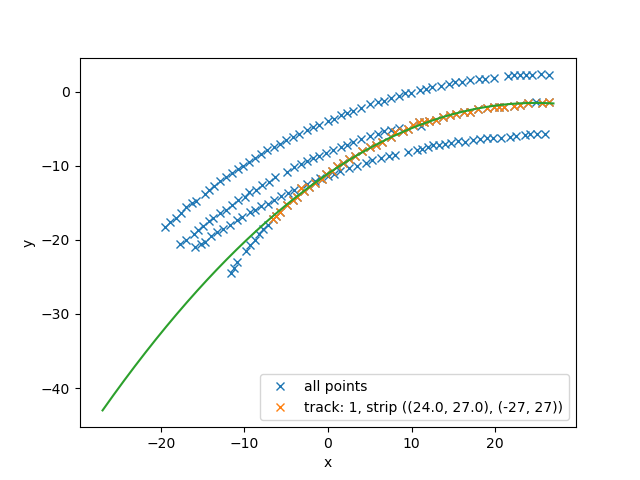 0
−10
−20
−30
−40
y
−20
−10
0
10
20
x
all points
track: 1, strip ((24.0, 27.0), (-27, 27))